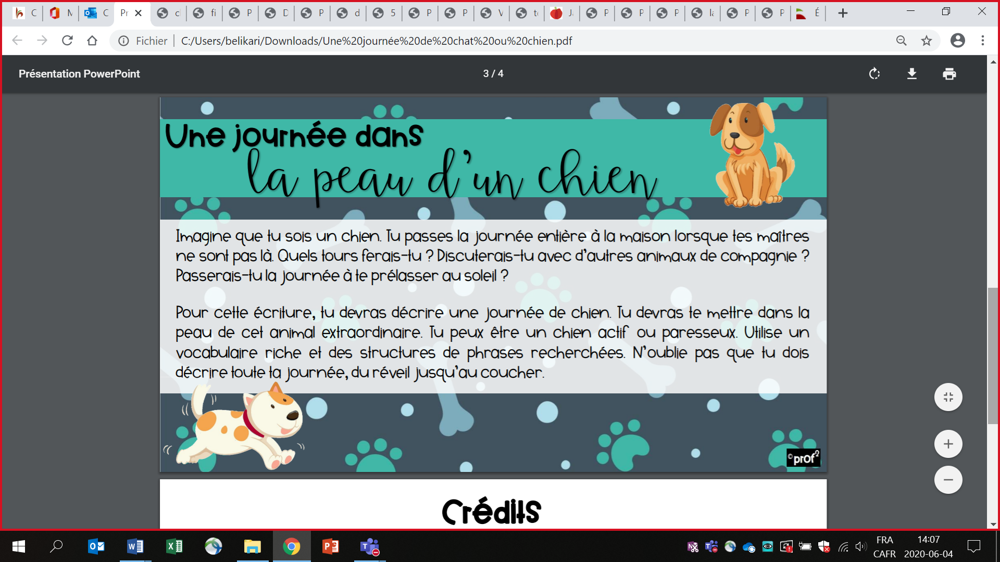 C
M
C
Pr
cl
fi
P
D
P
d
5
P
P
V
te
J
P
P
P
la
P
P
É
Fichier
C:/Users/belikari/Downloads/Une%20journée%20de%20chat%20ou%20chien.pdf
Présentation PowerPoint
3 / 4
Une journée dans
la peau d'un chien
Imagine que tu sois un chien. Tu passes la journée entière à la maison lorsque tes maîtres
ne sont pas là. Quels tours ferais-tu ? Discuterais-tu avec d'autres animaux de compagnie ?
Passerais-tu la journée à te prélasser au soleil ?
Pour cette écriture, tu devras décrire une journée de chien. Tu devras te mettre dans la
peau de cet animal extraordinaire. Tu peux être un chien actif ou paresseux. Utilise un
vocabulaire riche et des structures de phrases recherchées. N'oublie pas que tu dois
décrire toute ta journée, du réveil jusqu'au coucher.
©prof2
Crédits
FRA
CAFR
14:07
2020-06-04